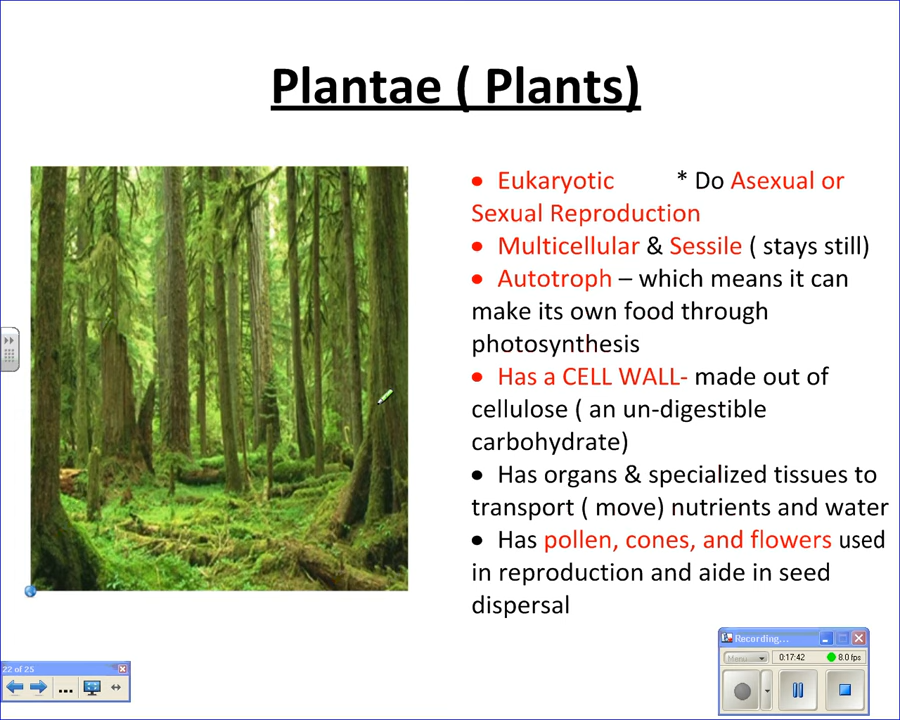 Plantae ( Plants)
• Eukaryotic * Do Asexual or
Sexual Reproduction
• Multicellular & Sessile ( stays still)
• Autotroph – which means it can
make its own food through
photosynthesis
• Has a CELL WALL- made out of
cellulose ( an un-digestible
carbohydrate)
• Has organs & specialized tissues to
transport ( move) nutrients and water
• Has pollen, cones, and flowers used
in reproduction and aide in seed
dispersal
22 of 25
...
Recording...
Menu
0:17:42
8.0 fps